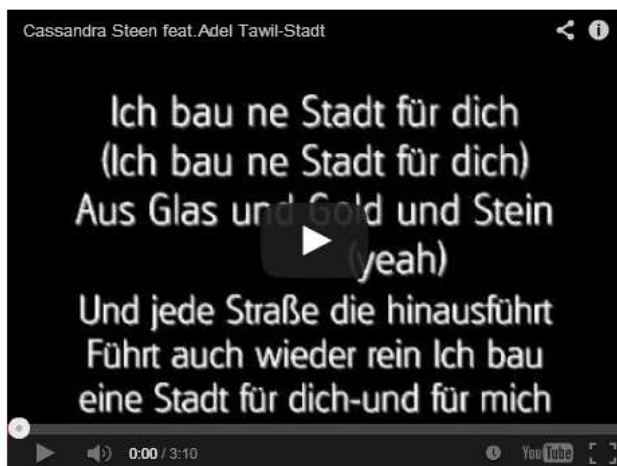 Cassandra Steen feat.Adel Tawil-Stadt
Ich bau ne Stadt für dich
(Ich bau ne Stadt für dich)
Aus Glas und Gold und Stein
(yeah)
Und jede Straße die hinausführt
Führt auch wieder rein Ich bau
eine Stadt für dich-und für mich
0:00 / 3:10
YouTube